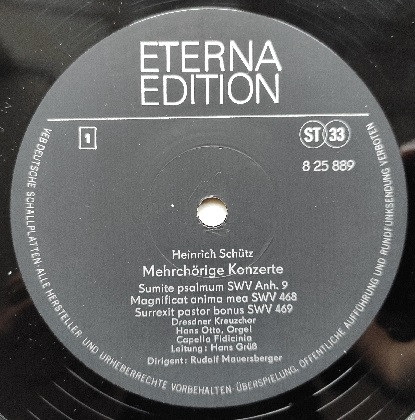 ETERNA
EDITION
1
ST 33
8 25 889
Heinrich Schütz
Mehrchörige Konzerte
Sumite psalmum SWV Anh. 9
Magnificat anima mea SWV 468
Surrexit pastor bonus SWV 469
Dresdner Kreuzchor
Hans Otto, Orgel
Capella Fidicinia
Leitung: Hans Grüß
Dirigent: Rudolf Mauersberger
VEB DEUTSCHE SCHALLPLATTEN ALLE HERSTELLER- UND URHEBERRECHTE VORBEHALTEN · ÜBERSPIELUNG, ÖFFENTLICHE AUFFÜHRUNG UND RUNDFUNKSENDUNG VERBOTEN